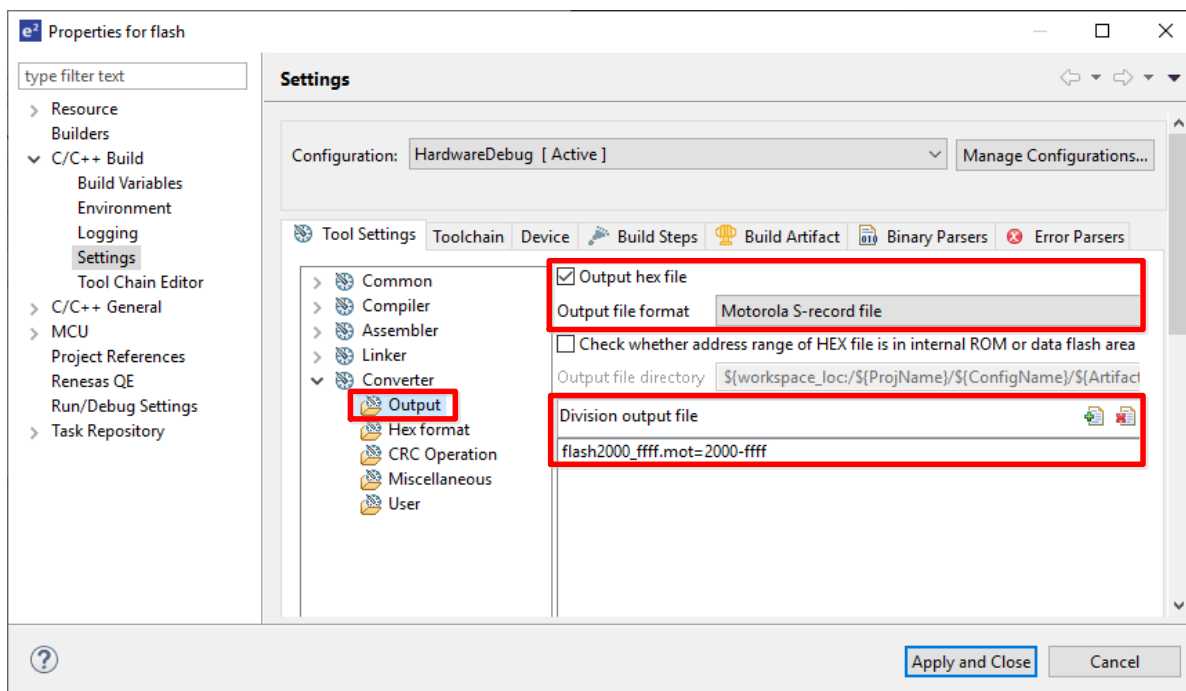 e² Properties for flash
type filter text
Resource
Builders
C/C++ Build
Build Variables
Environment
Logging
Settings
Tool Chain Editor
C/C++ General
MCU
Project References
Renesas QE
Run/Debug Settings
Task Repository
Settings
Configuration: HardwareDebug [ Active ] Manage Configurations...
Tool Settings Toolchain Device Build Steps Build Artifact Binary Parsers Error Parsers
Common
Compiler
Assembler
Linker
Converter
Output
Hex format
CRC Operation
Miscellaneous
User
Output hex file
Output file format Motorola S-record file
Check whether address range of HEX file is in internal ROM or data flash area
Output file directory ${workspace_loc:/${ProjName}/${ConfigName}/${Artifact
Division output file
flash2000_ffff.mot=2000-ffff
? Apply and Close Cancel